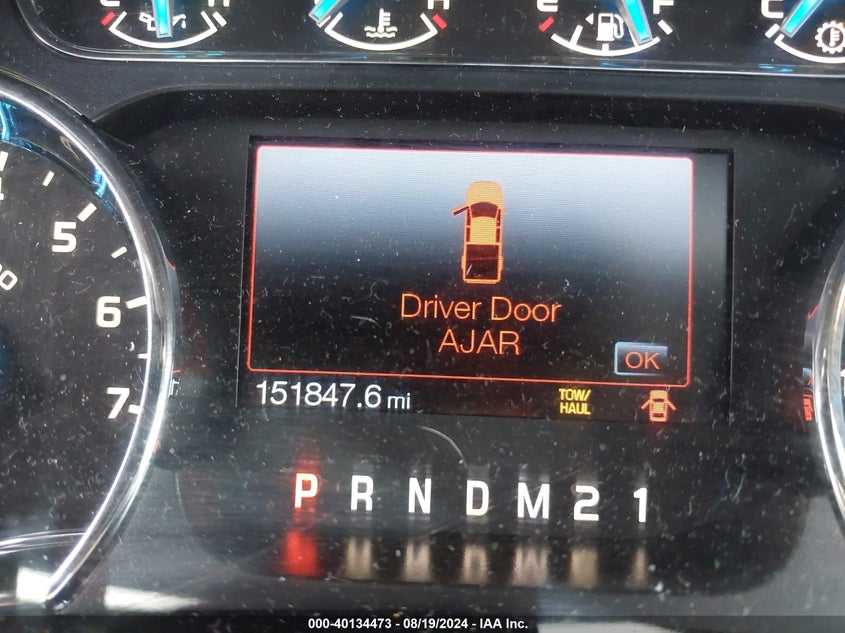 C H C H E F C
5
6
7
Driver Door
AJAR
OK
151847.6 mi
TOW/
HAUL
P R N D M 2 1
000-40134473 - 08/19/2024 - IAA Inc.